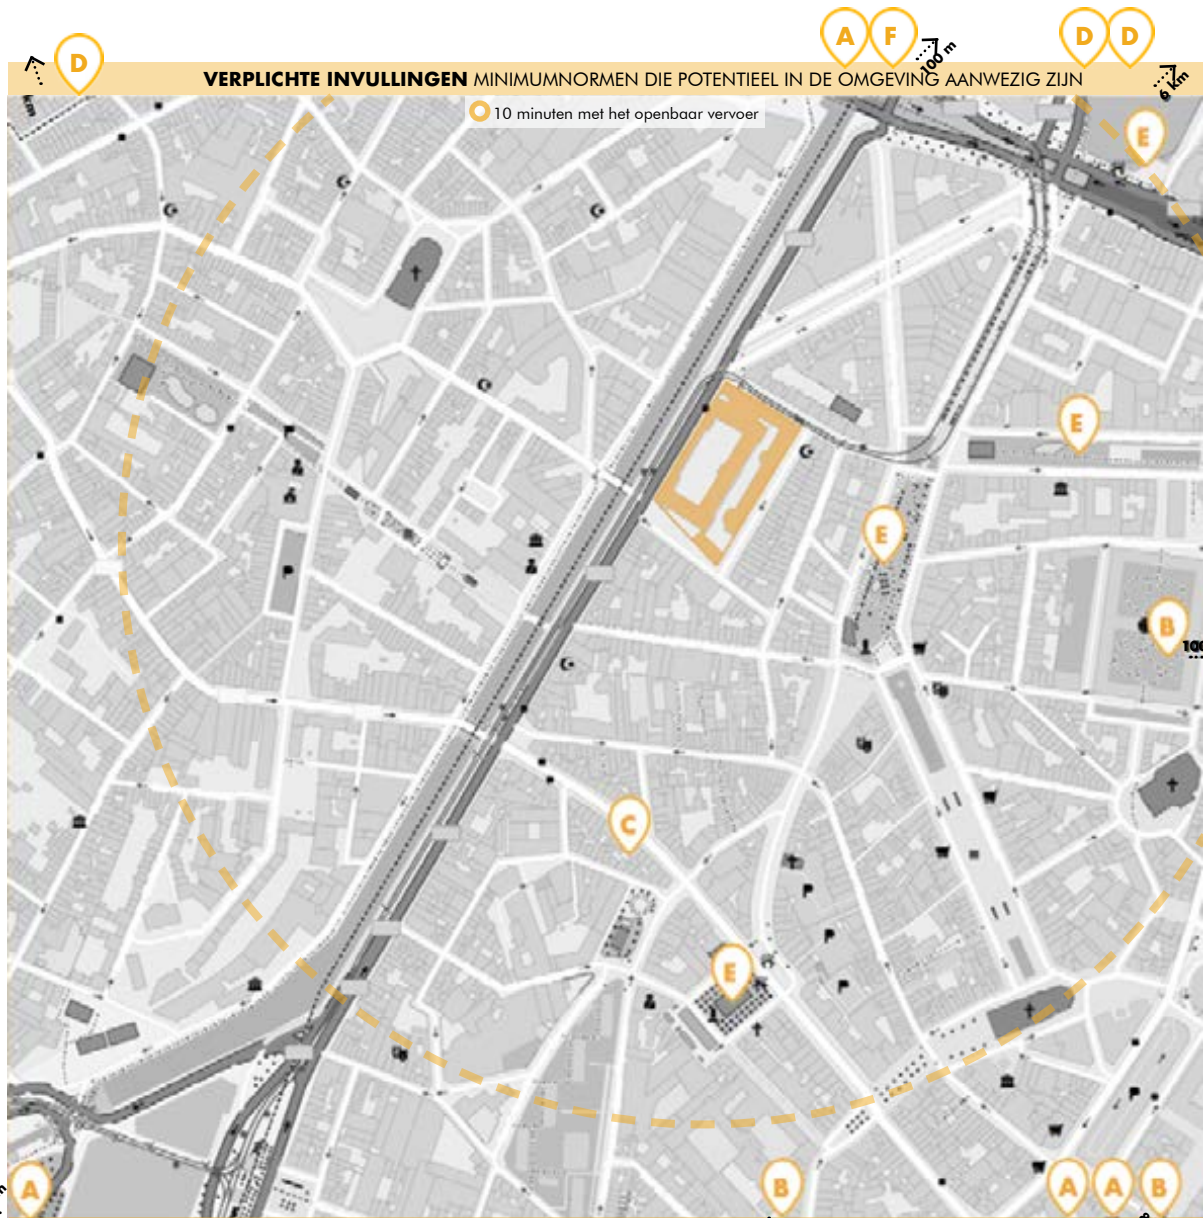 D A F D D
100 m
VERPLICHTE INVULLINGEN MINIMUMNORMEN DIE POTENTIEEL IN DE OMGEVING AANWEZIG ZIJN
6 km
10 minuten met het openbaar vervoer
E
E
P
E
P
B
100
C
P
P
E
P
P
A B A A B